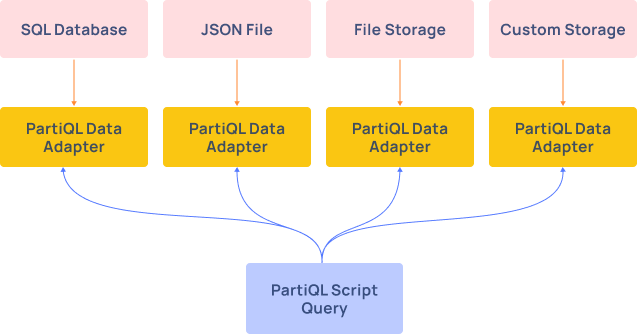 SQL Database
JSON File
File Storage
Custom Storage
PartiQL Data
Adapter
PartiQL Data
Adapter
PartiQL Data
Adapter
PartiQL Data
Adapter
PartiQL Script
Query